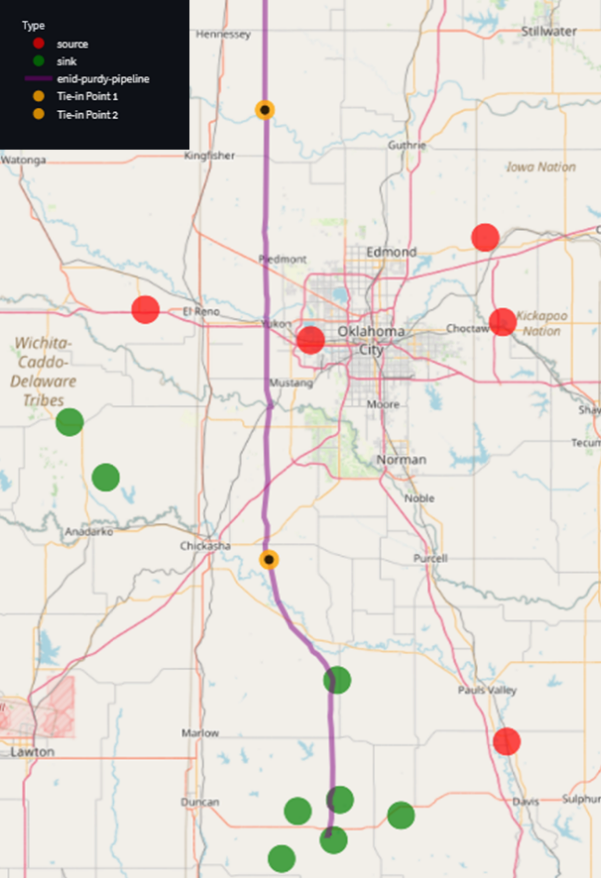 Type
source
sink
enid-purdy-pipeline
Tie-in Point 1
Tie-in Point 2
Hennessey
Stillwater
Guthrie
Watonga
Kingfisher
Iowa Nation
Edmond
Piedmont
El Reno
Yukon
Oklahoma
City
Choctaw
Kickapoo
Nation
Wichita-
Caddo-
Delaware
Tribes
Mustang
Moore
Shaw
Tecum
Norman
Noble
Anadarko
Chickasha
Purcell
Pauls Valley
Marlow
Lawton
Duncan
Davis
Sulphur